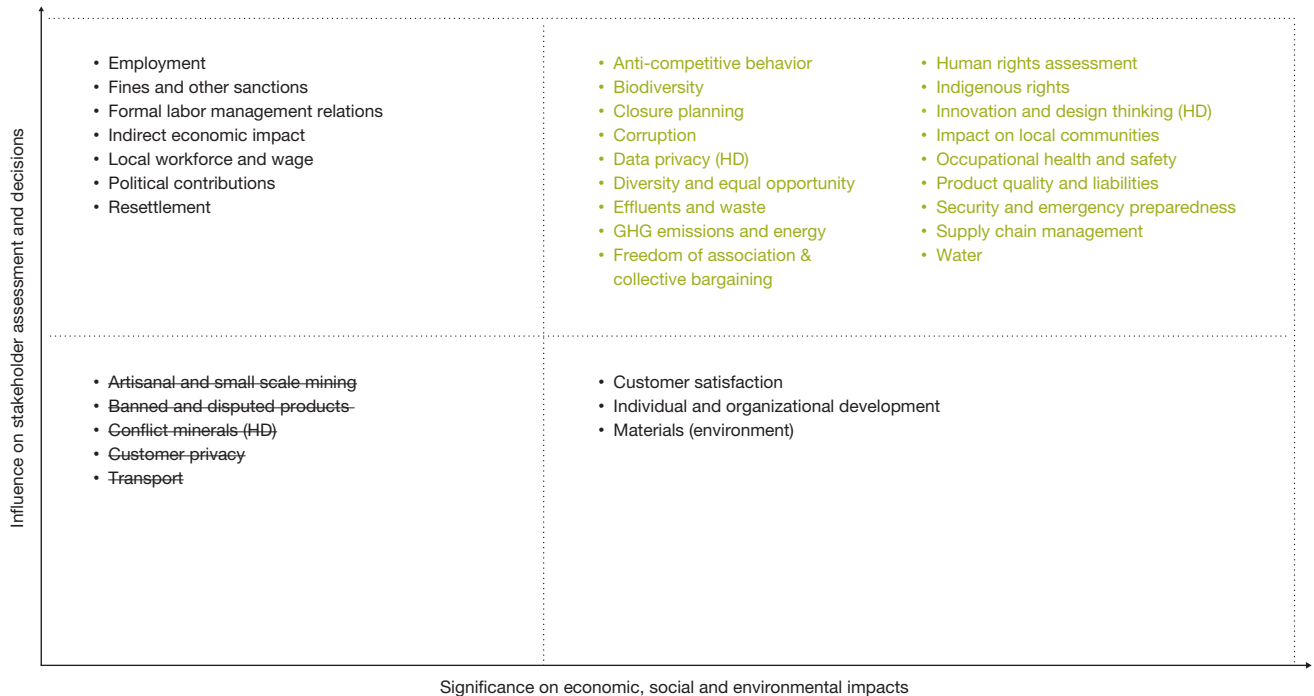 Influence on stakeholder assessment and decisions
• Employment
• Fines and other sanctions
• Formal labor management relations
• Indirect economic impact
• Local workforce and wage
• Political contributions
• Resettlement
• Anti-competitive behavior
• Biodiversity
• Closure planning
• Corruption
• Data privacy (HD)
• Diversity and equal opportunity
• Effluents and waste
• GHG emissions and energy
• Freedom of association &
collective bargaining
• Human rights assessment
• Indigenous rights
• Innovation and design thinking (HD)
• Impact on local communities
• Occupational health and safety
• Product quality and liabilities
• Security and emergency preparedness
• Supply chain management
• Water
• Artisanal and small scale mining
• Banned and disputed products
• Conflict minerals (HD)
• Customer privacy
• Transport
• Customer satisfaction
• Individual and organizational development
• Materials (environment)
Significance on economic, social and environmental impacts